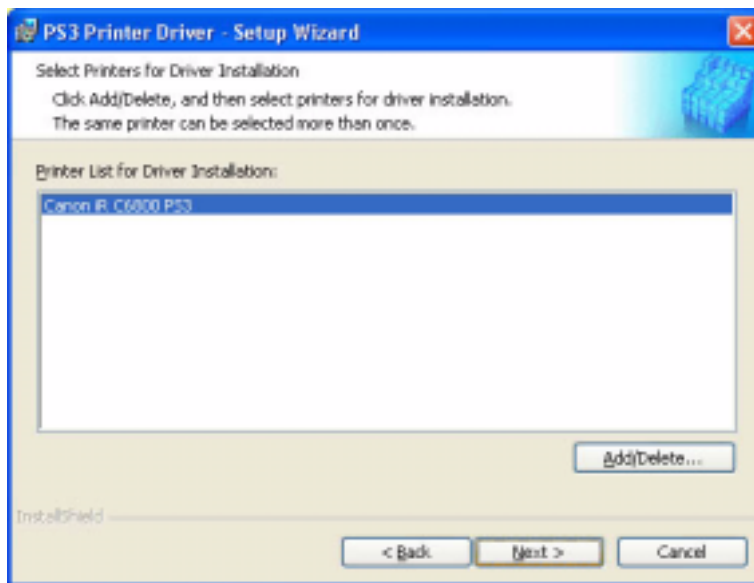 PS3 Printer Driver - Setup Wizard
Select Printers for Driver Installation
Click Add/Delete, and then select printers for driver installation.
The same printer can be selected more than once.
Printer List for Driver Installation:
Canon iR C6800 PS3
Add/Delete...
InstallShield
< Back
Next >
Cancel